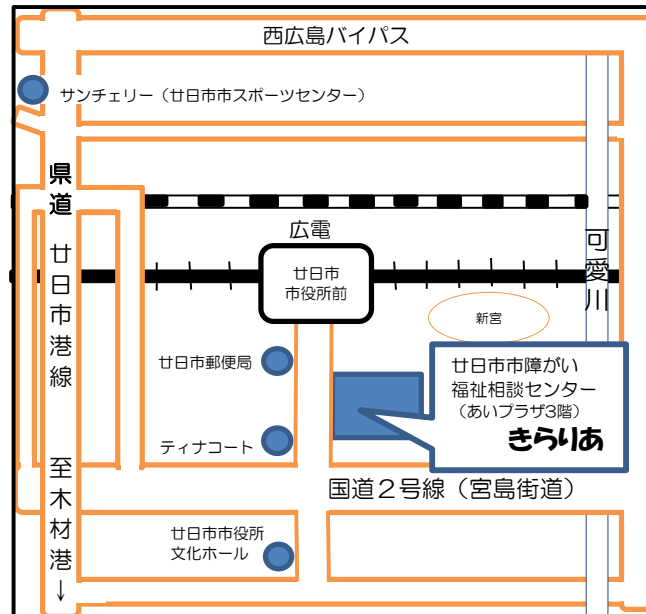 西広島バイパス
サンチェリー（廿日市市スポーツセンター）
県道　廿日市港線　　至木材港↓
広電
廿日市
市役所前
可愛川
新宮
廿日市郵便局
廿日市市障がい
福祉相談センター
（あいプラザ3階）
きらりあ
ティナコート
国道２号線（宮島街道）
廿日市市役所
文化ホール